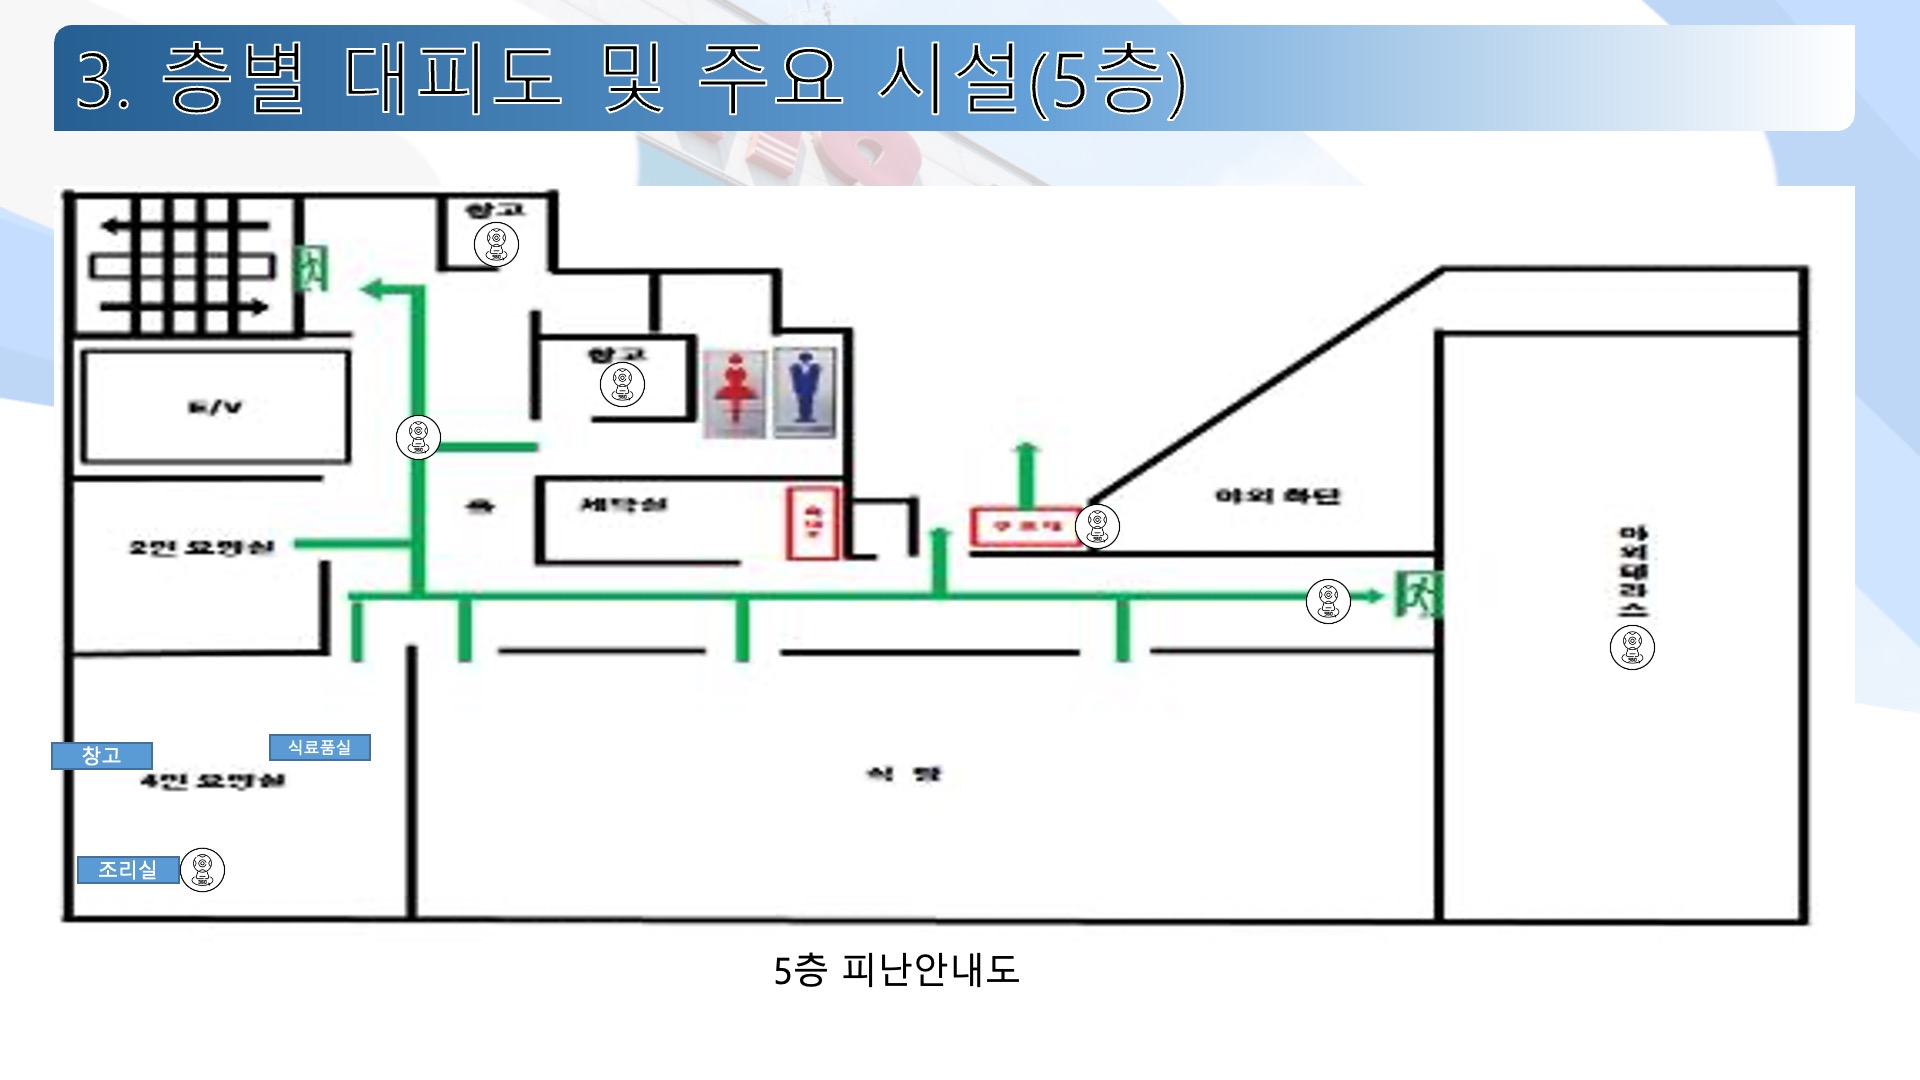 3. 층별 대피도 및 주요 시설(5층)
창고
창고
E/V
홀
세탁실
야외 화단
2인 요양실
야외테라스
창고
식료품실
4인 요양실
식 당
조리실
5층 피난안내도